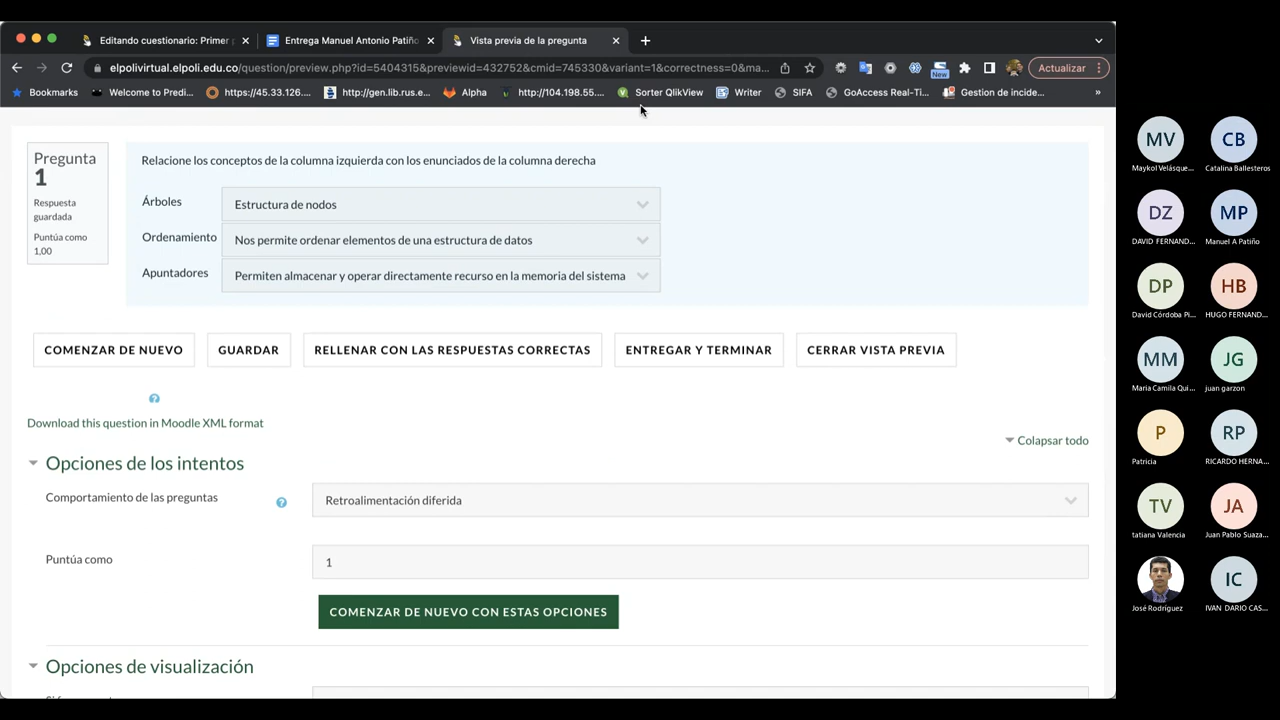 Editando cuestionario: Primer
Entrega Manuel Antonio Patiño
Vista previa de la pregunta
elpolivirtual.elpoli.edu.co/question/preview.php?id=5404315&previewid=432752&cmid=745330&variant=1&correctness=0&ma...
New
Actualizar
Bookmarks
Welcome to Predi...
https://45.33.126....
http://gen.lib.rus.e...
Alpha
http://104.198.55....
Sorter QlikView
Writer
SIFA
GoAccess Real-Ti...
Gestion de incide...
»
Pregunta
1
Respuesta
guardada
Puntúa como
1,00
Relacione los conceptos de la columna izquierda con los enunciados de la columna derecha
Árboles
Estructura de nodos
Ordenamiento
Nos permite ordenar elementos de una estructura de datos
Apuntadores
Permiten almacenar y operar directamente recurso en la memoria del sistema
COMENZAR DE NUEVO
GUARDAR
RELLENAR CON LAS RESPUESTAS CORRECTAS
ENTREGAR Y TERMINAR
CERRAR VISTA PREVIA
Download this question in Moodle XML format
Colapsar todo
Opciones de los intentos
Comportamiento de las preguntas
Retroalimentación diferida
Puntúa como
1
COMENZAR DE NUEVO CON ESTAS OPCIONES
Opciones de visualización
MV
Maykol Velásque...
CB
Catalina Ballesteros
DZ
DAVID FERNAND...
MP
Manuel A Patiño
DP
David Córdoba Pi...
HB
HUGO FERNAND...
MM
Maria Camila Qui...
JG
juan garzon
P
Patricia
RP
RICARDO HERNA...
TV
tatiana Valencia
JA
Juan Pablo Suaza...
José Rodríguez
IC
IVAN DARIO CAS...